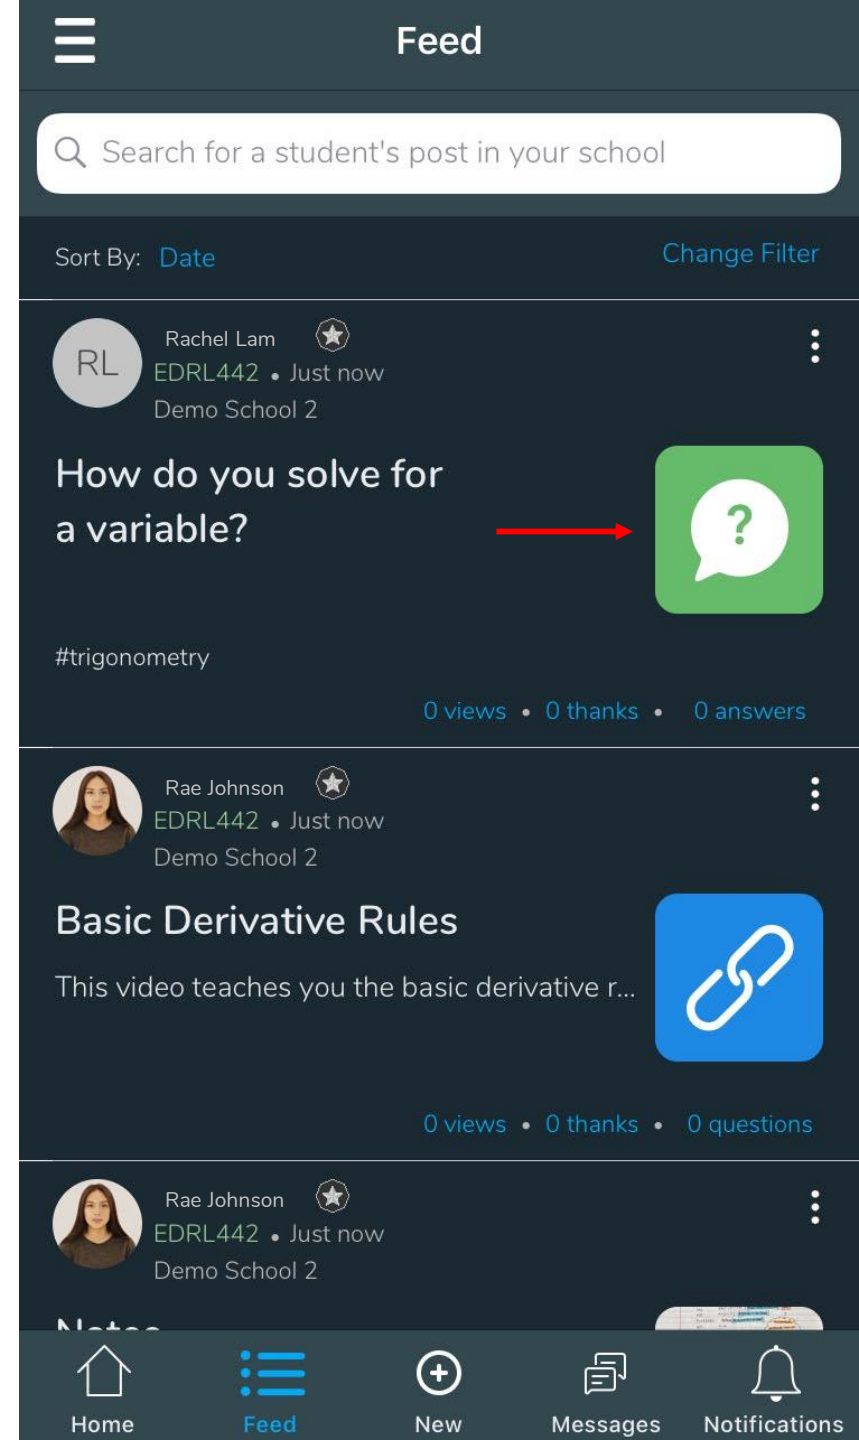 Feed
Search for a student's post in your school
Sort By: Date Change Filter
RL
Rachel Lam
EDRL442 • Just now
Demo School 2
How do you solve for
a variable?
?
#trigonometry
0 views • 0 thanks • 0 answers
Rae Johnson
EDRL442 • Just now
Demo School 2
Basic Derivative Rules
This video teaches you the basic derivative r...
0 views • 0 thanks • 0 questions
Rae Johnson
EDRL442 • Just now
Demo School 2
Notes
Home Feed New Messages Notifications